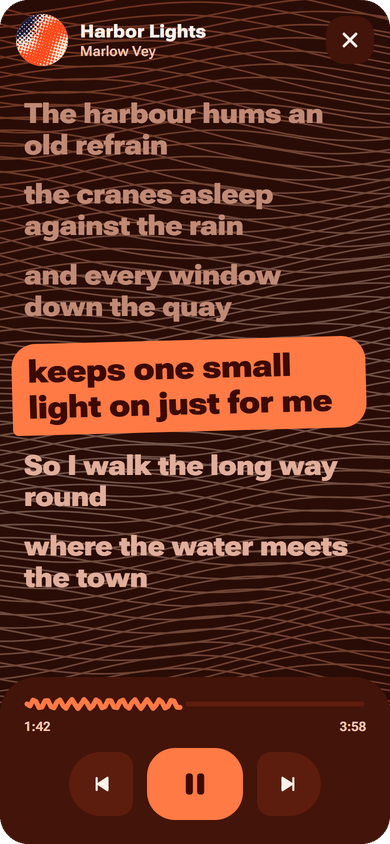 Harbor Lights
Marlow Vey
The harbour hums an
old refrain
the cranes asleep
against the rain
and every window
down the quay
keeps one small
light on just for me
So I walk the long way
round
where the water meets
the town
1:42
3:58